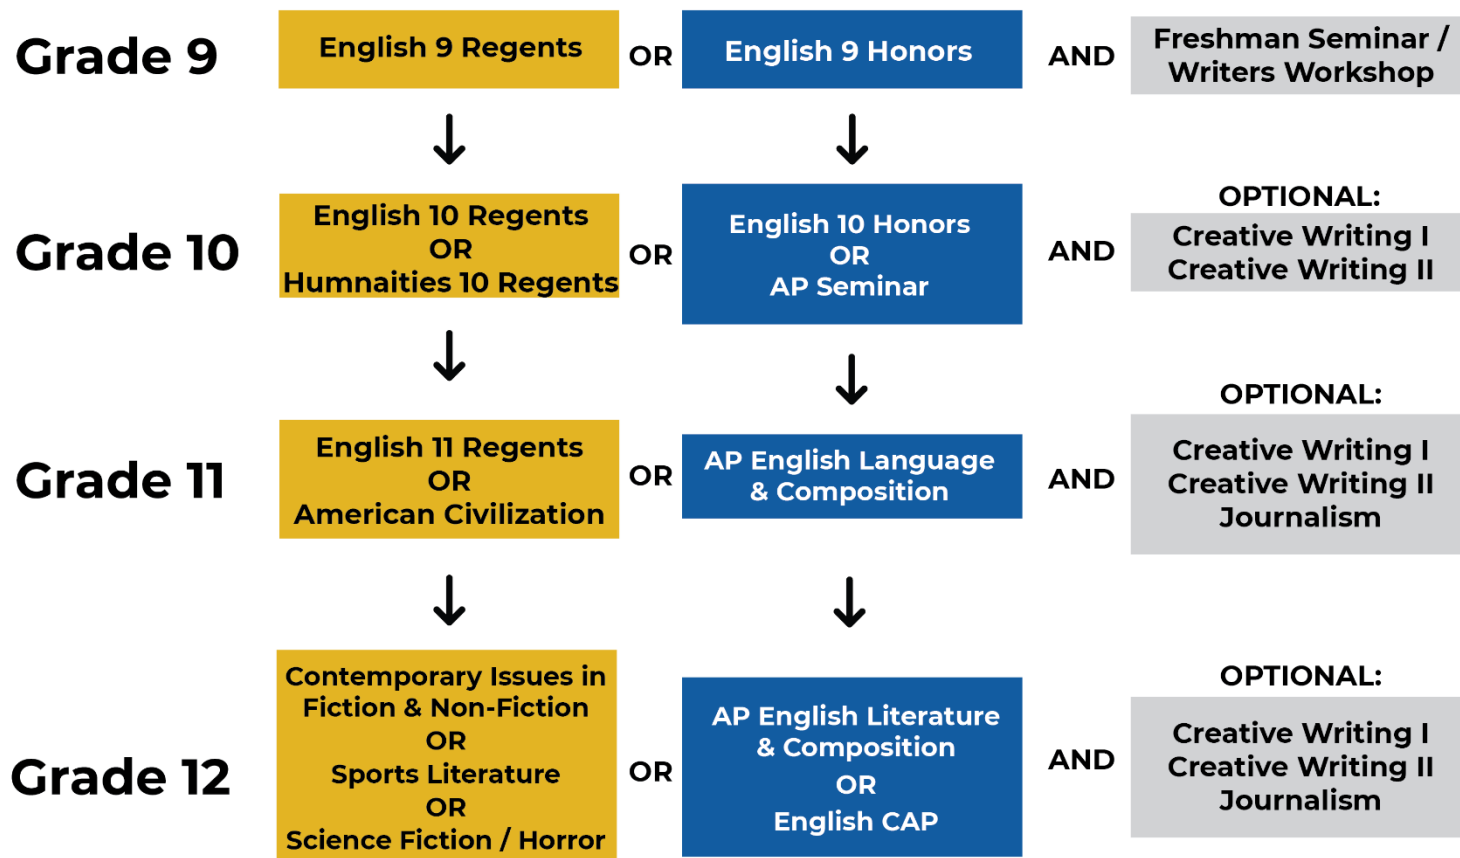 Grade 9
English 9 Regents
OR
English 9 Honors
AND
Freshman Seminar /
Writers Workshop
Grade 10
English 10 Regents
OR
Humnaities 10 Regents
OR
English 10 Honors
OR
AP Seminar
AND
OPTIONAL:
Creative Writing I
Creative Writing II
Grade 11
English 11 Regents
OR
American Civilization
OR
AP English Language
& Composition
AND
OPTIONAL:
Creative Writing I
Creative Writing II
Journalism
Grade 12
Contemporary Issues in
Fiction & Non-Fiction
OR
Sports Literature
OR
Science Fiction / Horror
OR
AP English Literature
& Composition
OR
English CAP
AND
OPTIONAL:
Creative Writing I
Creative Writing II
Journalism